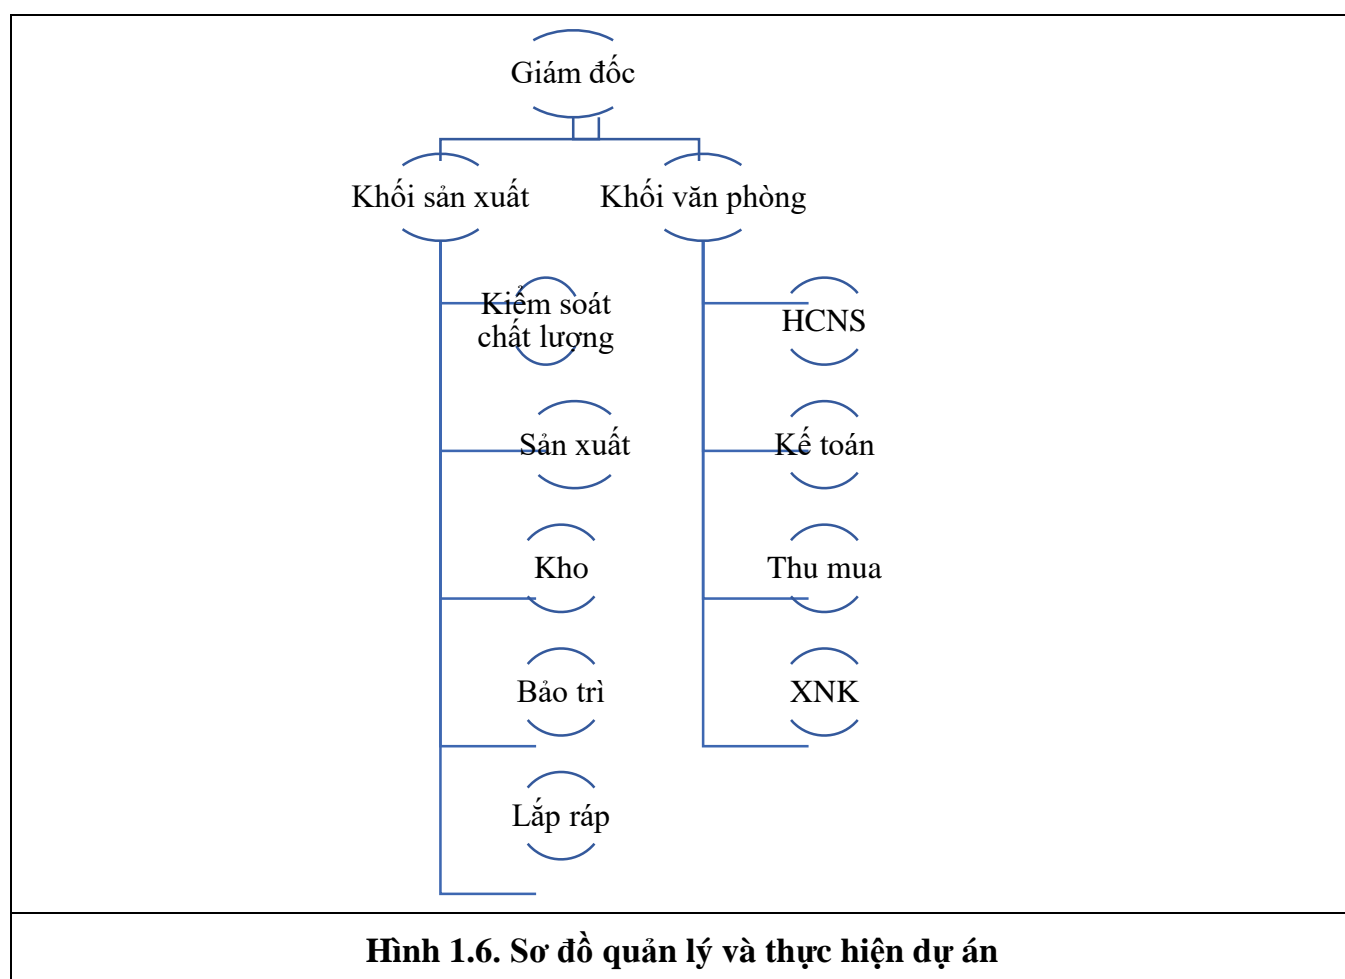 Giám đốc
Khối sản xuất
Khối văn phòng
Kiểm soát
chất lượng
HCNS
Sản xuất
Kế toán
Kho
Thu mua
Bảo trì
XNK
Lắp ráp
Hình 1.6. Sơ đồ quản lý và thực hiện dự án